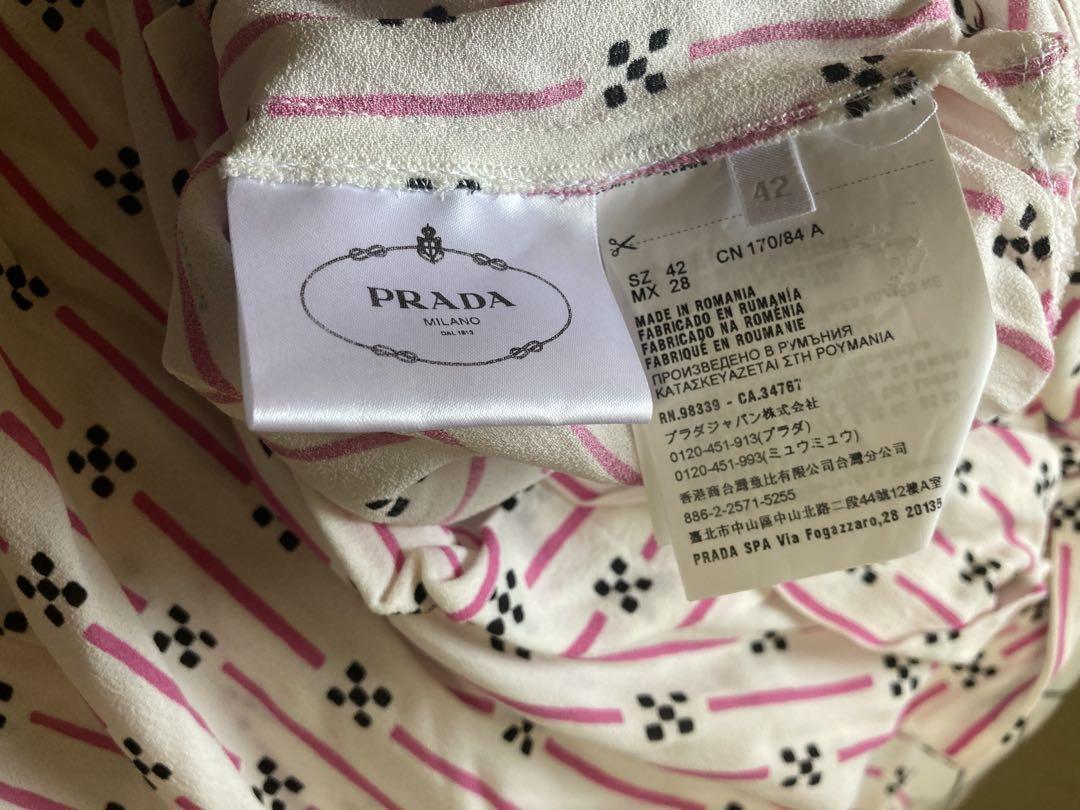 42
PRADA
MILANO
DAL 1913
SZ 42 CN 170/84 A
MX 28
MADE IN ROMANIA
FABRICADO EN RUMANÍA
FABRICADO NA ROMÉNIA
FABRIQUÉ EN ROUMANIE
ПРОИЗВЕДЕНО В РУМЪНИЯ
ΚΑΤΑΣΚΕΥΑΖΕΤΑΙ ΣΤΗ ΡΟΥΜΑΝΙΑ
RN.98339 - CA.34767
プラダジャパン株式会社
0120-451-913(プラダ)
0120-451-993(ミュウミュウ)
香港商台灣意比有限公司台灣分公司
886-2-2571-5255
臺北市中山區中山北路二段44號12樓A室
PRADA SPA Via Fogazzaro,28 20135